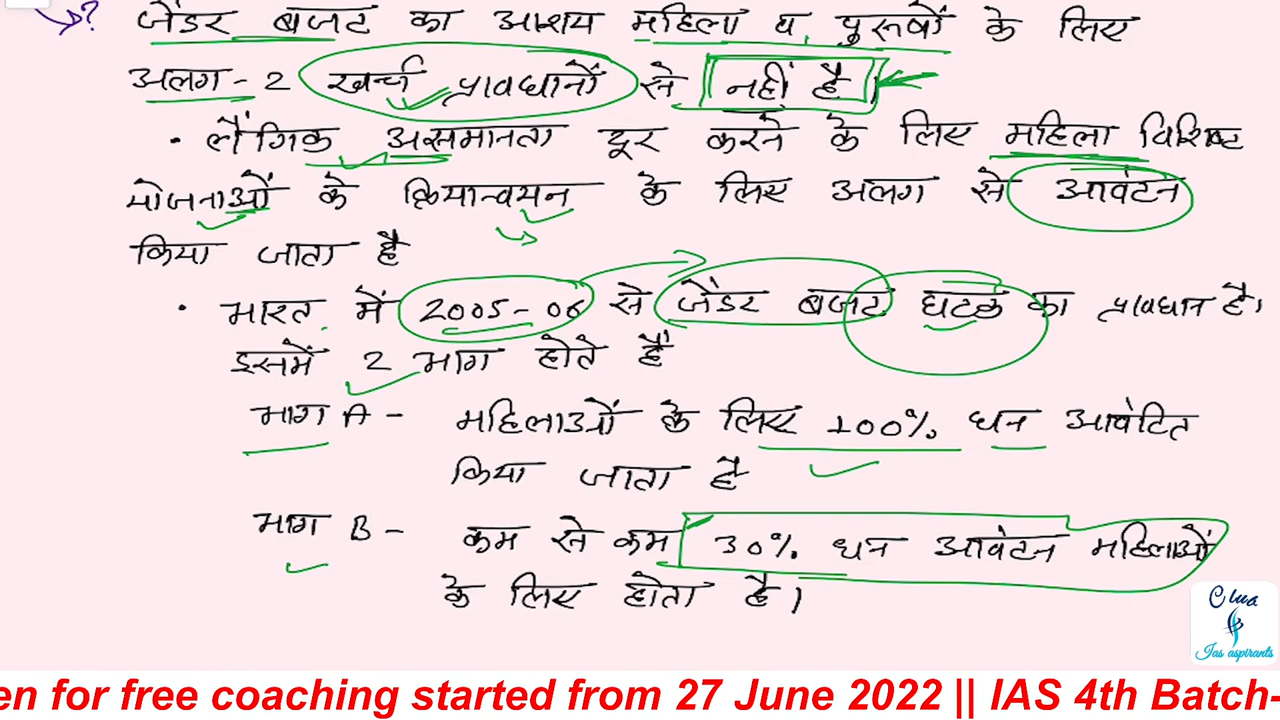 ?
जेंडर बजट का आशय महिला व पुरूषों के लिए
अलग-2 खर्च प्रावधानों से नहीं है।
• लैंगिक असमानता दूर करने के लिए महिला विशिष्ट
योजनाओं के क्रियान्वयन के लिए अलग से आवंटन
किया जाता है
• भारत में 2005-06 से जेंडर बजट घटक का प्रावधान है।
इसमें 2 भाग होते हैं
भाग A- महिलाओं के लिए 100% धन आवंटित
किया जाता है
भाग B- कम से कम 30% धन आवंटन महिलाओं
के लिए होता है।
Ias aspirants
en for free coaching started from 27 June 2022 || IAS 4th Batch-